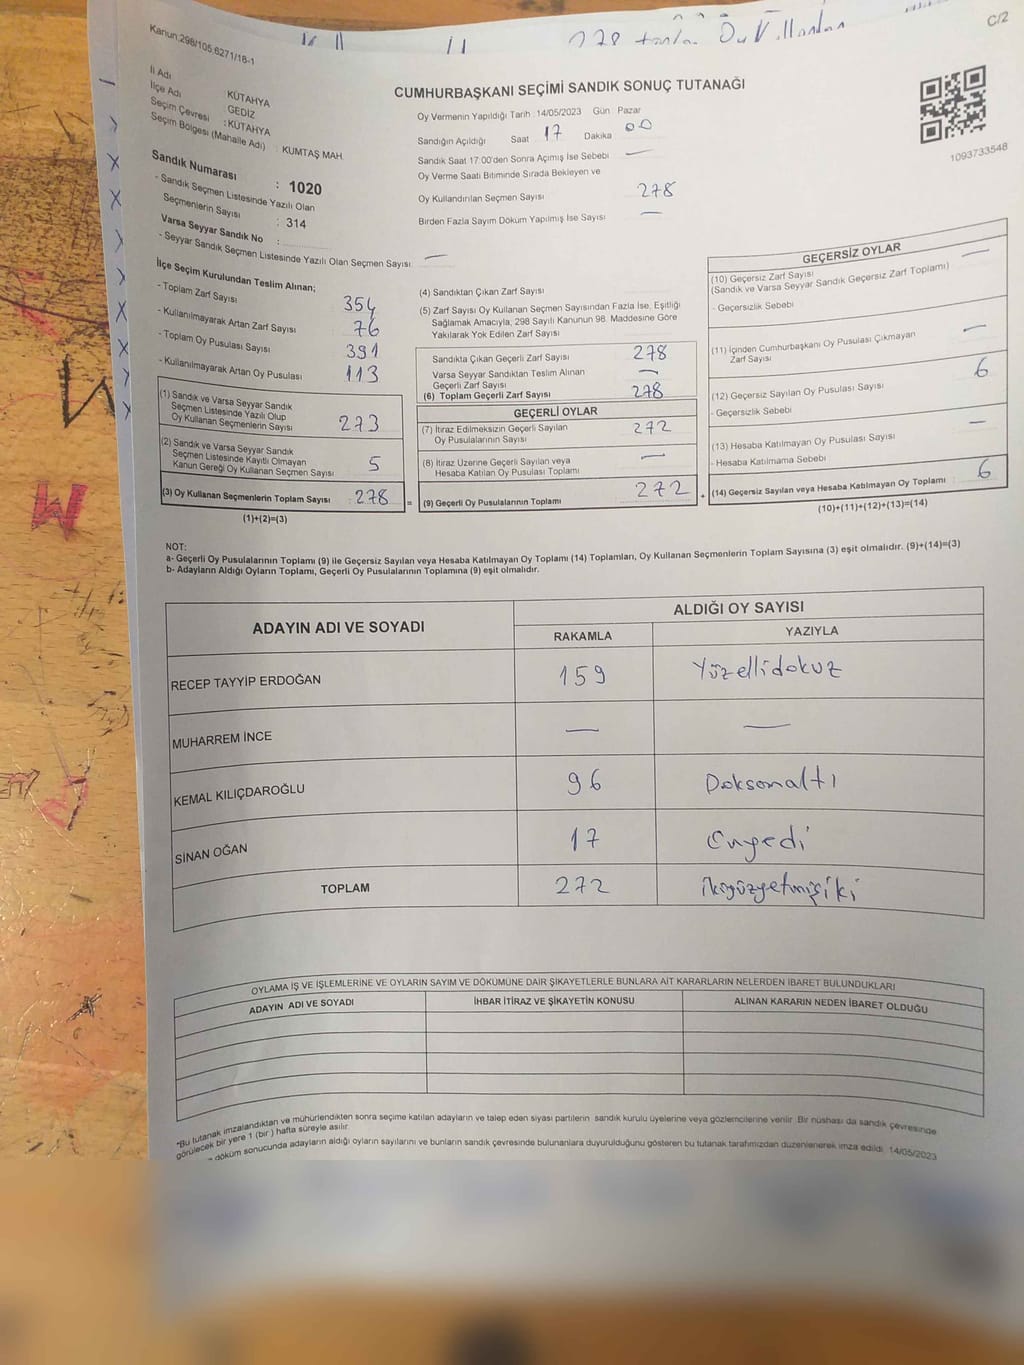 Kanun:298/105,6271/18-1
278 tanla Oy Kullanılan
C/2
İl Adı : KÜTAHYA
İlçe Adı : GEDİZ
Seçim Çevresi : KÜTAHYA
Seçim Bölgesi (Mahalle Adı) : KUMTAŞ MAH.
Sandık Numarası : 1020
- Sandık Seçmen Listesinde Yazılı Olan
Seçmenlerin Sayısı : 314
Varsa Seyyar Sandık No :
- Seyyar Sandık Seçmen Listesinde Yazılı Olan Seçmen Sayısı: —
CUMHURBAŞKANI SEÇİMİ SANDIK SONUÇ TUTANAĞI
Oy Vermenin Yapıldığı Tarih : 14/05/2023 Gün : Pazar
Sandığın Açıldığı Saat 17 Dakika 00
Sandık Saat 17:00'den Sonra Açımış İse Sebebi —
Oy Verme Saati Bitiminde Sırada Bekleyen ve
Oy Kullandırılan Seçmen Sayısı 278
Birden Fazla Sayım Döküm Yapılmış İse Sayısı —
1093733548
İlçe Seçim Kurulundan Teslim Alınan;
- Toplam Zarf Sayısı 354
- Kullanılmayarak Artan Zarf Sayısı 76
- Toplam Oy Pusulası Sayısı 391
- Kullanılmayarak Artan Oy Pusulası 113
(1) Sandık ve Varsa Seyyar Sandık
Seçmen Listesinde Yazılı Olup
Oy Kullanan Seçmenlerin Sayısı 273
(2) Sandık ve Varsa Seyyar Sandık
Seçmen Listesinde Kayıtlı Olmayan
Kanun Gereği Oy Kullanan Seçmen Sayısı 5
(3) Oy Kullanan Seçmenlerin Toplam Sayısı : 278 =
(1)+(2)=(3)
(4) Sandıktan Çıkan Zarf Sayısı
(5) Zarf Sayısı Oy Kullanan Seçmen Sayısından Fazla İse, Eşitliği
Sağlamak Amacıyla, 298 Sayılı Kanunun 98. Maddesine Göre
Yakılarak Yok Edilen Zarf Sayısı
Sandıkta Çıkan Geçerli Zarf Sayısı 278
Varsa Seyyar Sandıktan Teslim Alınan
Geçerli Zarf Sayısı —
(6) Toplam Geçerli Zarf Sayısı 278
GEÇERLİ OYLAR
(7) İtiraz Edilmeksizin Geçerli Sayılan
Oy Pusulalarının Sayısı 272
(8) İtiraz Üzerine Geçerli Sayılan veya
Hesaba Katılan Oy Pusulası Toplamı —
(9) Geçerli Oy Pusulalarının Toplamı 272 +
GEÇERSİZ OYLAR
(10) Geçersiz Zarf Sayısı
(Sandık ve Varsa Seyyar Sandık Geçersiz Zarf Toplamı) —
- Geçersizlik Sebebi
(11) İçinden Cumhurbaşkanı Oy Pusulası Çıkmayan
Zarf Sayısı —
(12) Geçersiz Sayılan Oy Pusulası Sayısı 6
- Geçersizlik Sebebi
(13) Hesaba Katılmayan Oy Pusulası Sayısı —
- Hesaba Katılmama Sebebi
(14) Geçersiz Sayılan veya Hesaba Katılmayan Oy Toplamı 6
(10)+(11)+(12)+(13)=(14)
NOT:
a- Geçerli Oy Pusulalarının Toplamı (9) ile Geçersiz Sayılan veya Hesaba Katılmayan Oy Toplamı (14) Toplamları, Oy Kullanan Seçmenlerin Toplam Sayısına (3) eşit olmalıdır. (9)+(14)=(3)
b- Adayların Aldığı Oyların Toplamı, Geçerli Oy Pusulalarının Toplamına (9) eşit olmalıdır.
ADAYIN ADI VE SOYADI ALDIĞI OY SAYISI
RAKAMLA YAZIYLA
RECEP TAYYİP ERDOĞAN 159 Yüzellidokuz
MUHARREM İNCE — —
KEMAL KILIÇDAROĞLU 96 Doksanaltı
SİNAN OĞAN 17 Onyedi
TOPLAM 272 ikiyüzyetmişiki
OYLAMA İŞ VE İŞLEMLERİNE VE OYLARIN SAYIM VE DÖKÜMÜNE DAİR ŞİKAYETLERLE BUNLARA AİT KARARLARIN NELERDEN İBARET BULUNDUKLARI
ADAYIN ADI VE SOYADI İHBAR İTİRAZ VE ŞİKAYETİN KONUSU ALINAN KARARIN NEDEN İBARET OLDUĞU
"Bu tutanak imzalandıktan ve mühürlendikten sonra seçime katılan adayların ve talep eden siyasi partilerin sandık kurulu üyelerine veya gözlemcilerine verilir. Bir nüshası da sandık çevresinde
görülecek bir yere 1 (bir) hafta süreyle asılır.
döküm sonucunda adayların aldığı oyların sayılarını ve bunların sandık çevresinde bulunanlara duyurulduğunu gösteren bu tutanak tarafımızdan düzenlenerek imza edildi. 14/05/2023